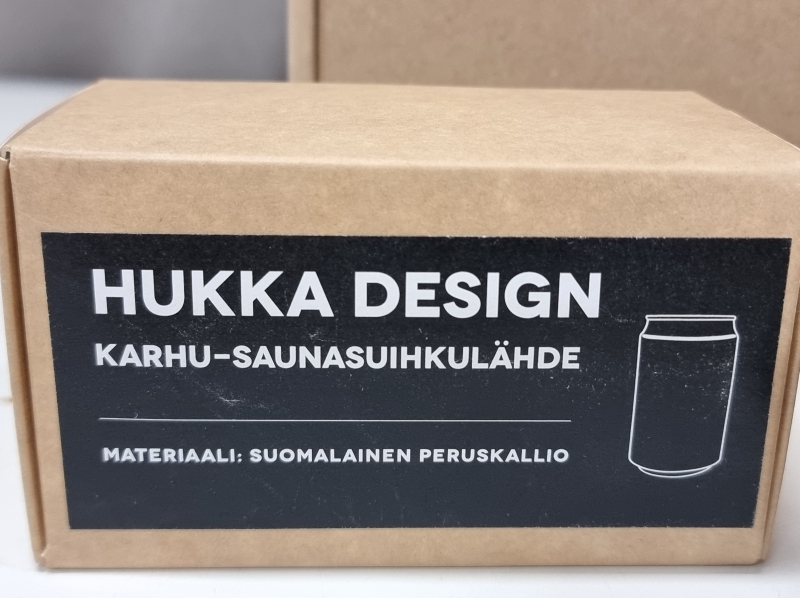 HUKKA DESIGN
KARHU-SAUNASUIHKULÄHDE
MATERIAALI: SUOMALAINEN PERUSKALLIO